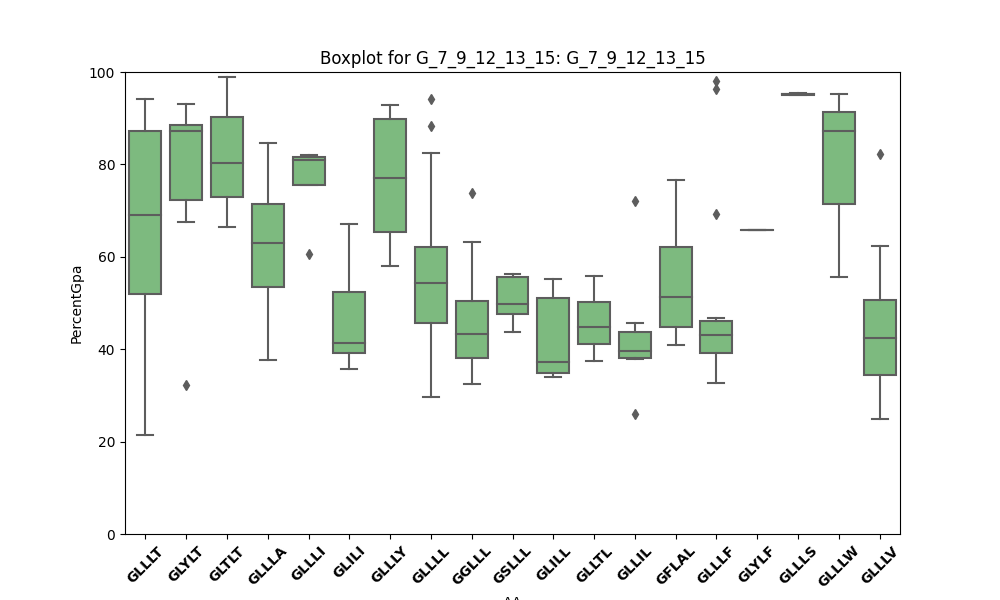 Boxplot for G_7_9_12_13_15: G_7_9_12_13_15
100
80
60
40
20
0
PercentGpa
GLLLT GLYLT GLTLT GLLLA GLLLI GLILI GLLLY GLLLL GGLLL GSLLL GLILL GLLTL GLLIL GFLAL GLLLF GLYLF GLLLS GLLLW GLLLV